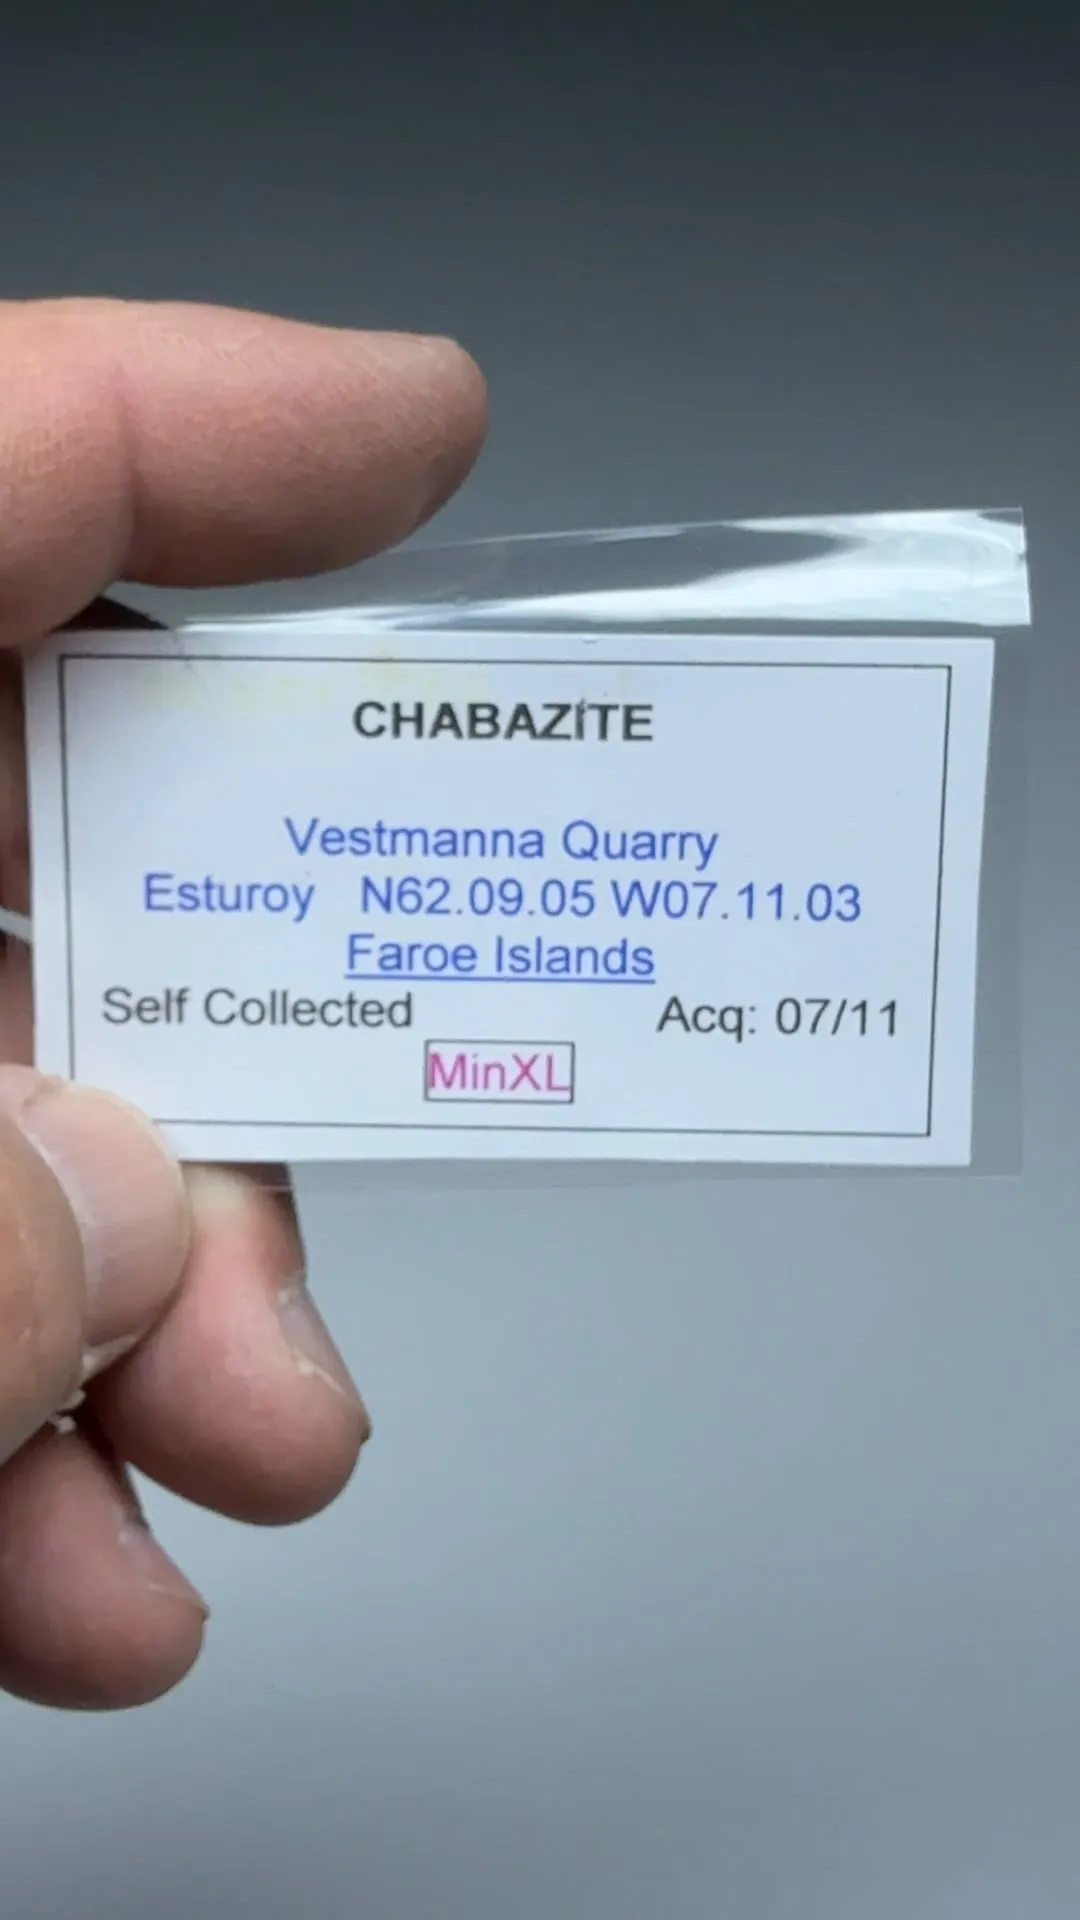 CHABAZITE
Vestmanna Quarry
Esturoy N62.09.05 W07.11.03
Faroe Islands
Self Collected Acq: 07/11
MinXL